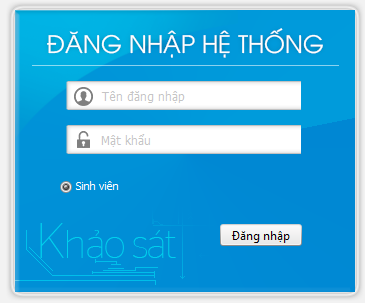 ĐĂNG NHẬP HỆ THỐNG
Tên đăng nhập
Mật khẩu
Sinh viên
Đăng nhập
Khảo sát